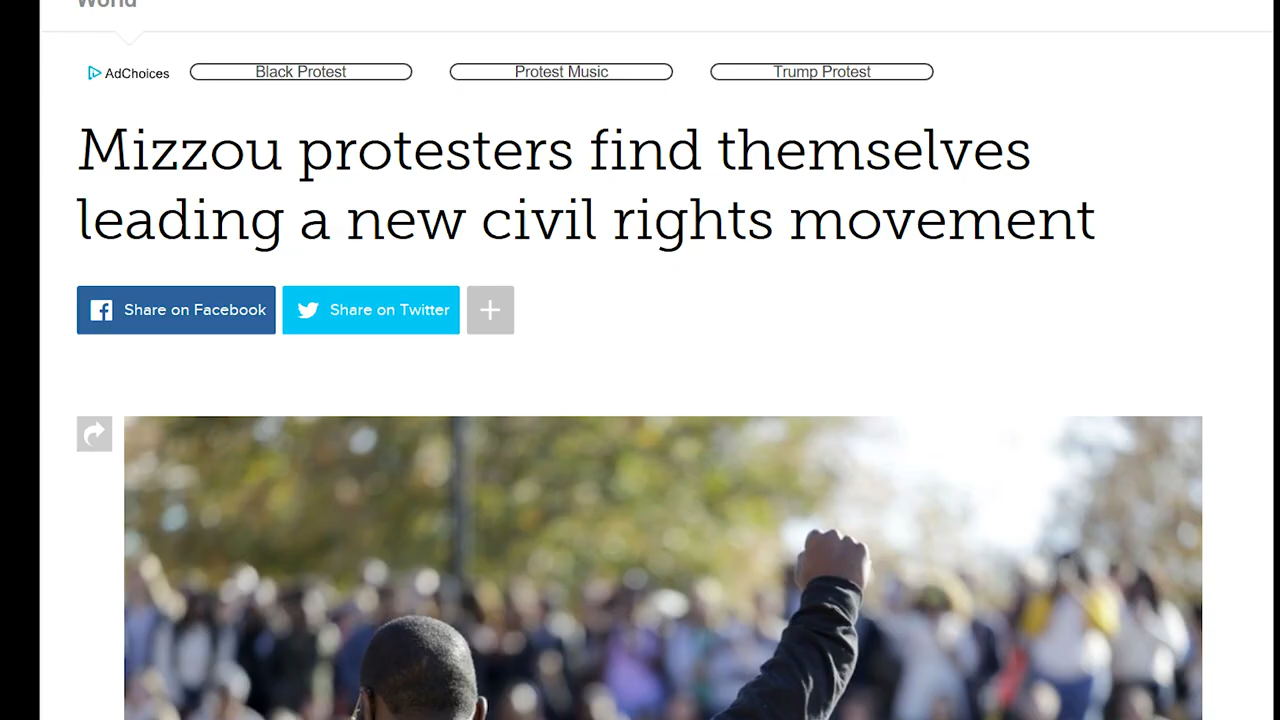 World
AdChoices
Black Protest
Protest Music
Trump Protest
Mizzou protesters find themselves
leading a new civil rights movement
Share on Facebook
Share on Twitter